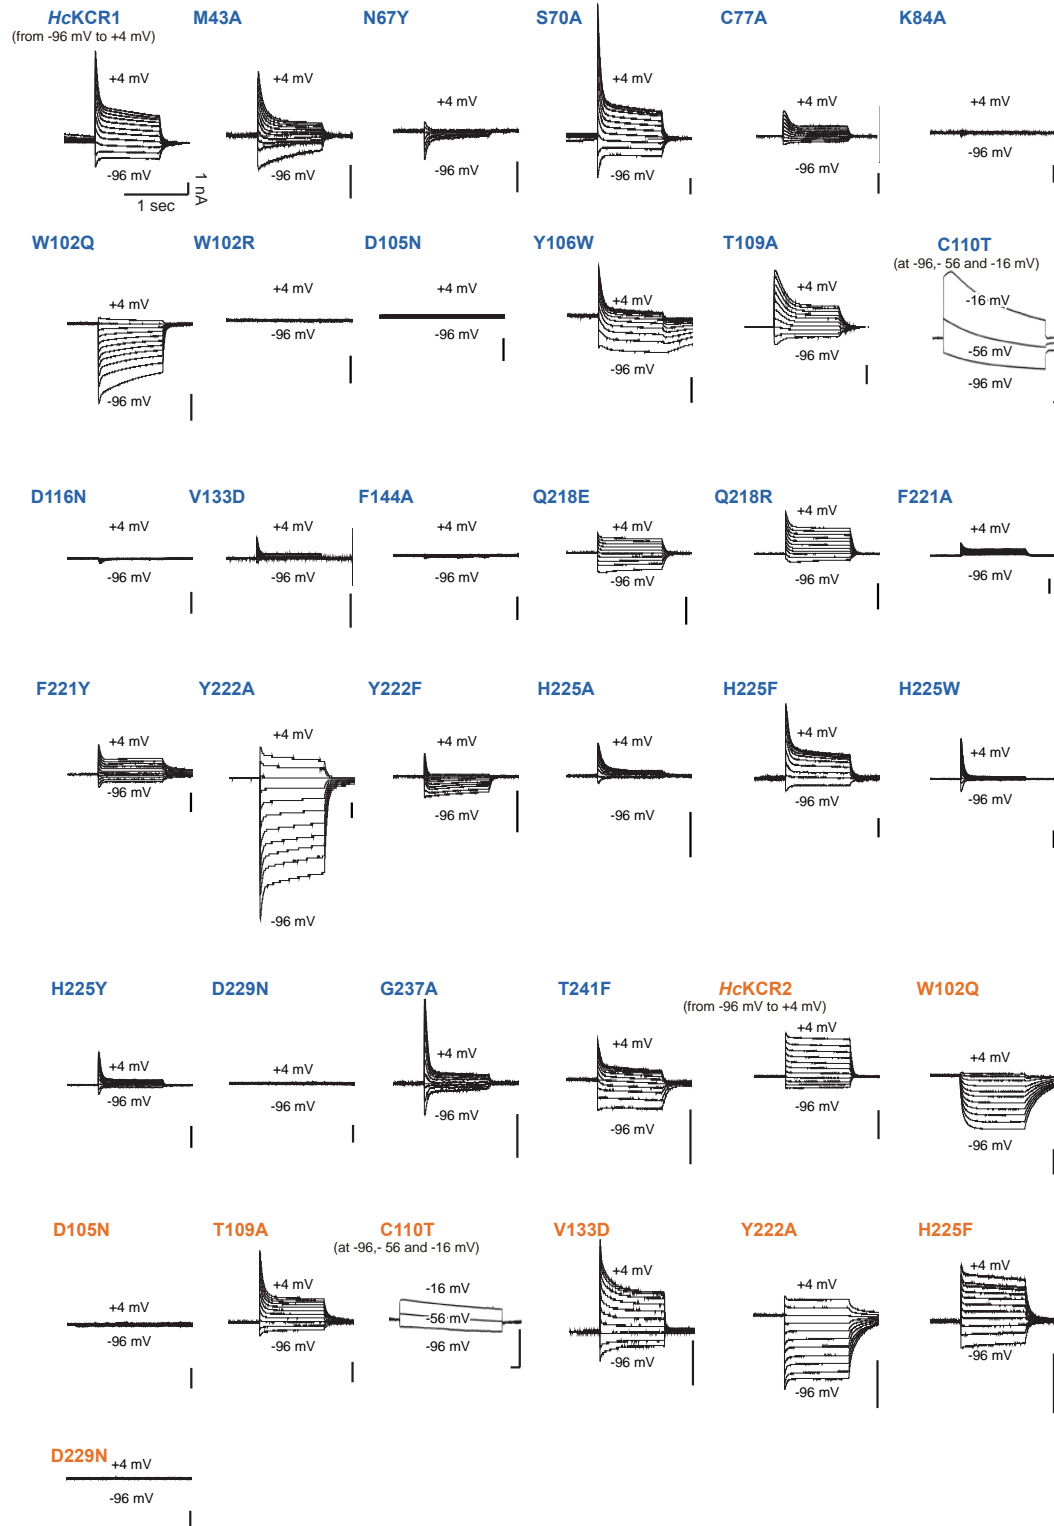 HcKCR1 M43A N67Y S70A C77A K84A
(from -96 mV to +4 mV)
+4 mV +4 mV +4 mV +4 mV +4 mV +4 mV
-96 mV -96 mV -96 mV -96 mV -96 mV -96 mV
1 nA
1 sec
W102Q W102R D105N Y106W T109A C110T
(at -96,- 56 and -16 mV)
+4 mV +4 mV +4 mV +4 mV +4 mV -16 mV
-56 mV
-96 mV -96 mV -96 mV -96 mV -96 mV -96 mV
D116N V133D F144A Q218E Q218R F221A
+4 mV +4 mV +4 mV +4 mV +4 mV +4 mV
-96 mV -96 mV -96 mV -96 mV -96 mV -96 mV
F221Y Y222A Y222F H225A H225F H225W
+4 mV +4 mV +4 mV +4 mV +4 mV +4 mV
-96 mV -96 mV -96 mV -96 mV -96 mV -96 mV
H225Y D229N G237A T241F HcKCR2 W102Q
(from -96 mV to +4 mV)
+4 mV +4 mV +4 mV +4 mV +4 mV +4 mV
-96 mV -96 mV -96 mV -96 mV -96 mV -96 mV
D105N T109A C110T V133D Y222A H225F
(at -96,- 56 and -16 mV)
+4 mV +4 mV -16 mV +4 mV +4 mV +4 mV
-56 mV
-96 mV -96 mV -96 mV -96 mV -96 mV -96 mV
D229N
+4 mV
-96 mV